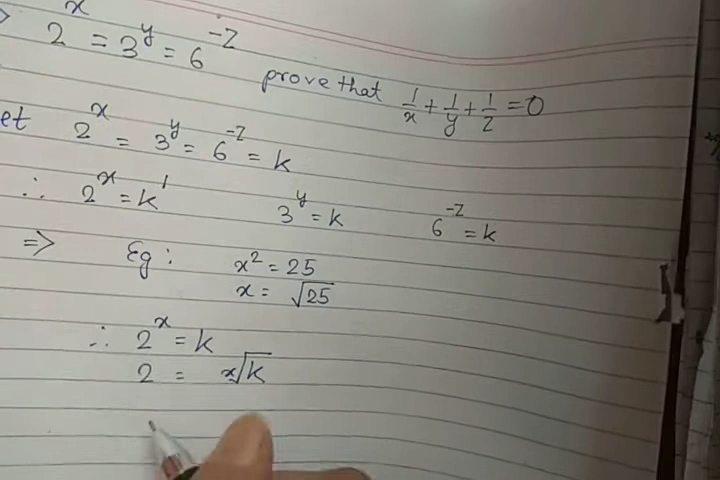 2^x = 3^y = 6^-z prove that 1/x + 1/y + 1/z = 0
et 2^x = 3^y = 6^-z = k
∴ 2^x = k^1 3^y = k 6^-z = k
=> Eg : x^2 = 25
x = √25
∴ 2^x = k
2 = x√k